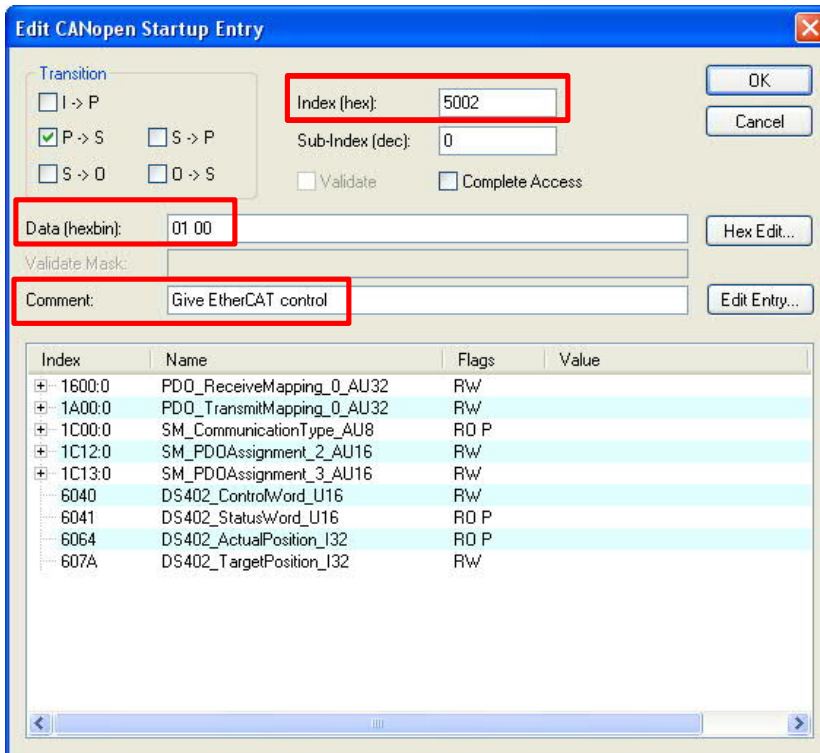 Edit CANopen Startup Entry
Transition
I -> P
P -> S
S -> P
S -> O
O -> S
Index (hex):
5002
Sub-Index (dec):
0
Validate
Complete Access
OK
Cancel
Data (hexbin):
01 00
Hex Edit...
Validate Mask:
Comment:
Give EtherCAT control
Edit Entry...
Index Name Flags Value
1600:0 PDO_ReceiveMapping_0_AU32 RW
1A00:0 PDO_TransmitMapping_0_AU32 RW
1C00:0 SM_CommunicationType_AU8 RO P
1C12:0 SM_PDOAssignment_2_AU16 RW
1C13:0 SM_PDOAssignment_3_AU16 RW
6040 DS402_ControlWord_U16 RW
6041 DS402_StatusWord_U16 RO P
6064 DS402_ActualPosition_I32 RO P
607A DS402_TargetPosition_I32 RW